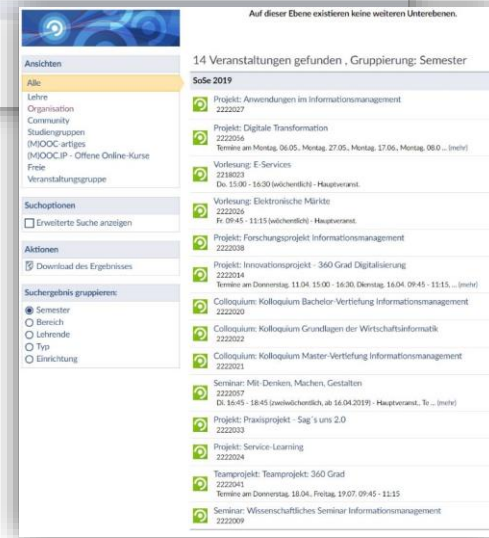 Auf dieser Ebene existieren keine weiteren Unterebenen.
Ansichten
Alle
Lehre
Organisation
Community
Studiengruppen
(M)OOC-artiges
(M)OOC.IP - Offene Online-Kurse
Freie
Veranstaltungsgruppe
Suchoptionen
Erweiterte Suche anzeigen
Aktionen
Download des Ergebnisses
Suchergebnis gruppieren:
Semester
Bereich
Lehrende
Typ
Einrichtung
14 Veranstaltungen gefunden , Gruppierung: Semester
SoSe 2019
Projekt: Anwendungen im Informationsmanagement
2222027
Projekt: Digitale Transformation
2222056
Termine am Montag, 06.05., Montag, 27.05., Montag, 17.06., Montag, 08.0 ... (mehr)
Vorlesung: E-Services
2218023
Do. 15:00 - 16:30 (wöchentlich) - Hauptveranst.
Vorlesung: Elektronische Märkte
2222026
Fr. 09:45 - 11:15 (wöchentlich) - Hauptveranst.
Projekt: Forschungsprojekt Informationsmanagement
2222038
Projekt: Innovationsprojekt - 360 Grad Digitalisierung
2222014
Termine am Donnerstag, 11.04. 15:00 - 16:30, Dienstag, 16.04. 09:45 - 11:15, ... (mehr)
Colloquium: Kolloquium Bachelor-Vertiefung Informationsmanagement
2222020
Colloquium: Kolloquium Grundlagen der Wirtschaftsinformatik
2222022
Colloquium: Kolloquium Master-Vertiefung Informationsmanagement
2222021
Seminar: Mit-Denken, Machen, Gestalten
2222057
Di. 16:45 - 18:45 (zweiwöchentlich, ab 16.04.2019) - Hauptveranst., Te ... (mehr)
Projekt: Praxisprojekt - Sag´s uns 2.0
2222033
Projekt: Service-Learning
2222024
Teamprojekt: Teamprojekt: 360 Grad
2222041
Termine am Donnerstag, 18.04., Freitag, 19.07. 09:45 - 11:15
Seminar: Wissenschaftliches Seminar Informationsmanagement
2222009